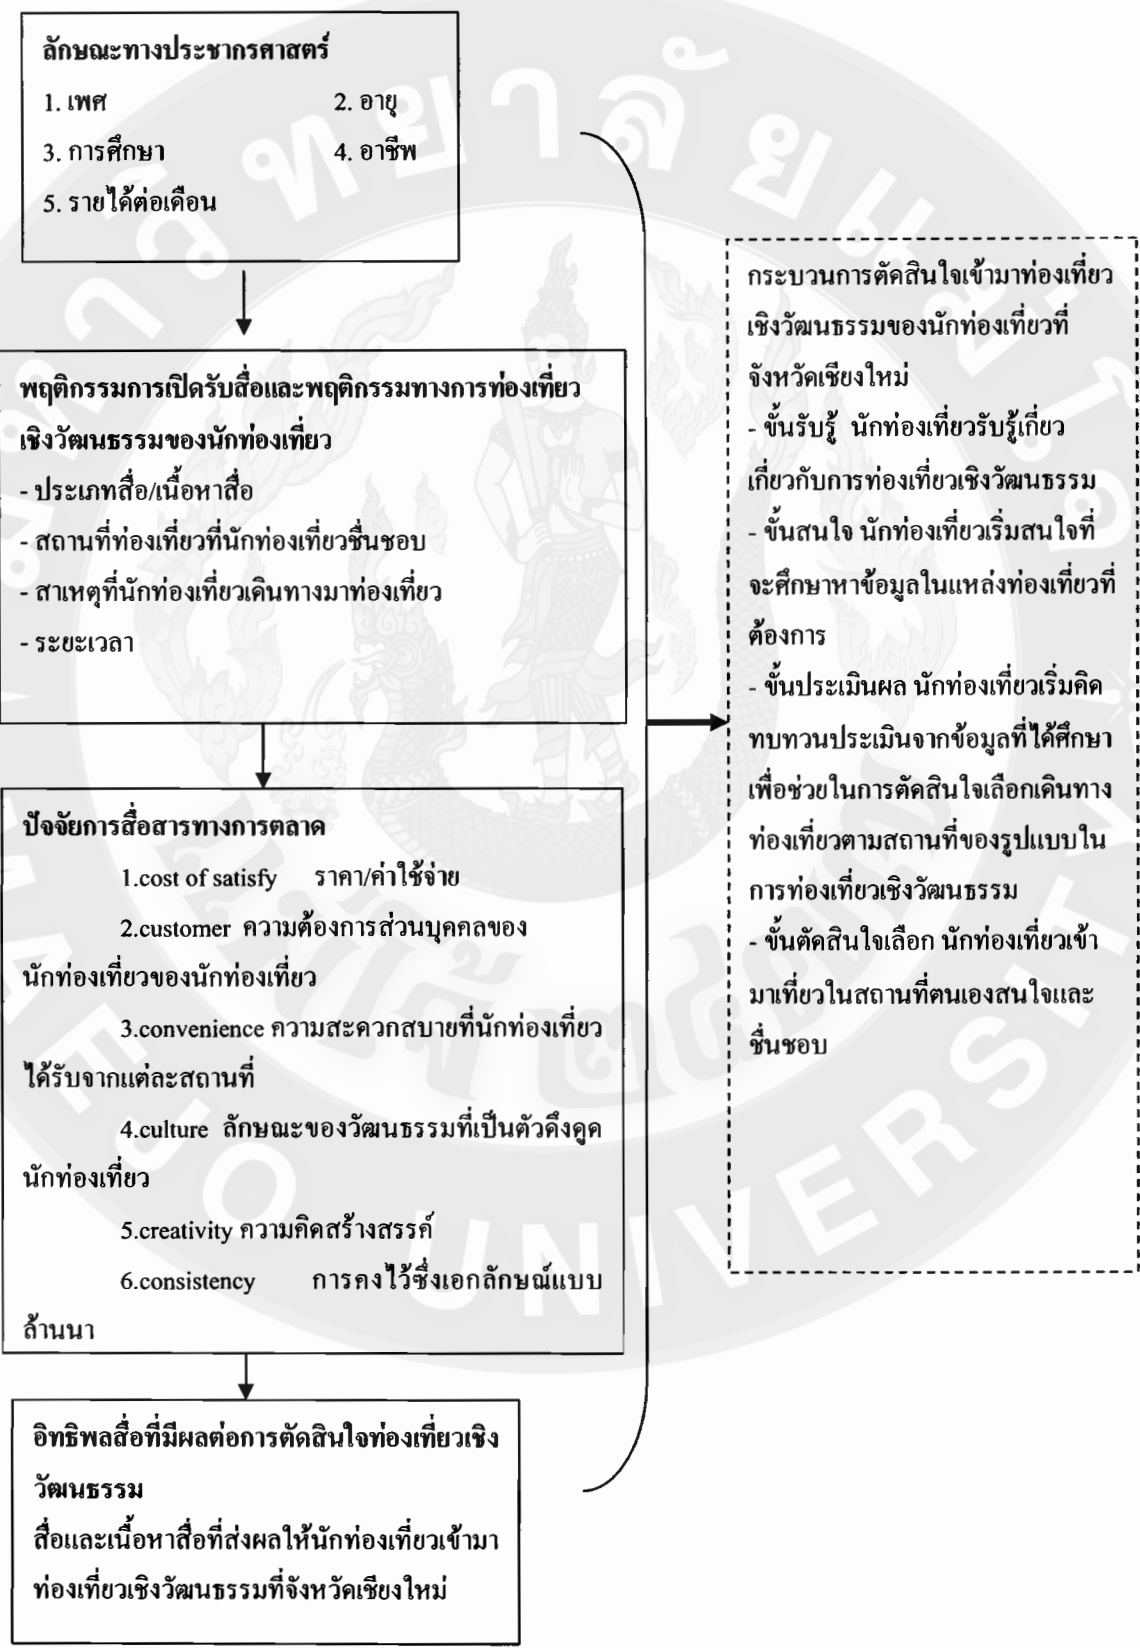 ลักษณะทางประชากรศาสตร์
1. เพศ 2. อายุ
3. การศึกษา 4. อาชีพ
5. รายได้ต่อเดือน
พฤติกรรมการเปิดรับสื่อและพฤติกรรมทางการท่องเที่ยว
เชิงวัฒนธรรมของนักท่องเที่ยว
- ประเภทสื่อ/เนื้อหาสื่อ
- สถานที่ท่องเที่ยวที่นักท่องเที่ยวชื่นชอบ
- สาเหตุที่นักท่องเที่ยวเดินทางมาท่องเที่ยว
- ระยะเวลา
ปัจจัยการสื่อสารทางการตลาด
1.cost of satisfy ราคา/ค่าใช้จ่าย
2.customer ความต้องการส่วนบุคคลของ
นักท่องเที่ยวของนักท่องเที่ยว
3.convenience ความสะดวกสบายที่นักท่องเที่ยว
ได้รับจากแต่ละสถานที่
4.culture ลักษณะของวัฒนธรรมที่เป็นตัวดึงดูด
นักท่องเที่ยว
5.creativity ความคิดสร้างสรรค์
6.consistency การคงไว้ซึ่งเอกลักษณ์แบบ
ล้านนา
อิทธิพลสื่อที่มีผลต่อการตัดสินใจท่องเที่ยวเชิง
วัฒนธรรม
สื่อและเนื้อหาสื่อที่ส่งผลให้นักท่องเที่ยวเข้ามา
ท่องเที่ยวเชิงวัฒนธรรมที่จังหวัดเชียงใหม่
กระบวนการตัดสินใจเข้ามาท่องเที่ยว
เชิงวัฒนธรรมของนักท่องเที่ยวที่
จังหวัดเชียงใหม่
- ขั้นรับรู้ นักท่องเที่ยวรับรู้เกี่ยว
เกี่ยวกับการท่องเที่ยวเชิงวัฒนธรรม
- ขั้นสนใจ นักท่องเที่ยวเริ่มสนใจที่
จะศึกษาหาข้อมูลในแหล่งท่องเที่ยวที่
ต้องการ
- ขั้นประเมินผล นักท่องเที่ยวเริ่มคิด
ทบทวนประเมินจากข้อมูลที่ได้ศึกษา
เพื่อช่วยในการตัดสินใจเลือกเดินทาง
ท่องเที่ยวตามสถานที่ของรูปแบบใน
การท่องเที่ยวเชิงวัฒนธรรม
- ขั้นตัดสินใจเลือก นักท่องเที่ยวเข้า
มาเที่ยวในสถานที่ตนเองสนใจและ
ชื่นชอบ
มหาวิทยาลัยแม่โจ้
MAEJO UNIVERSITY